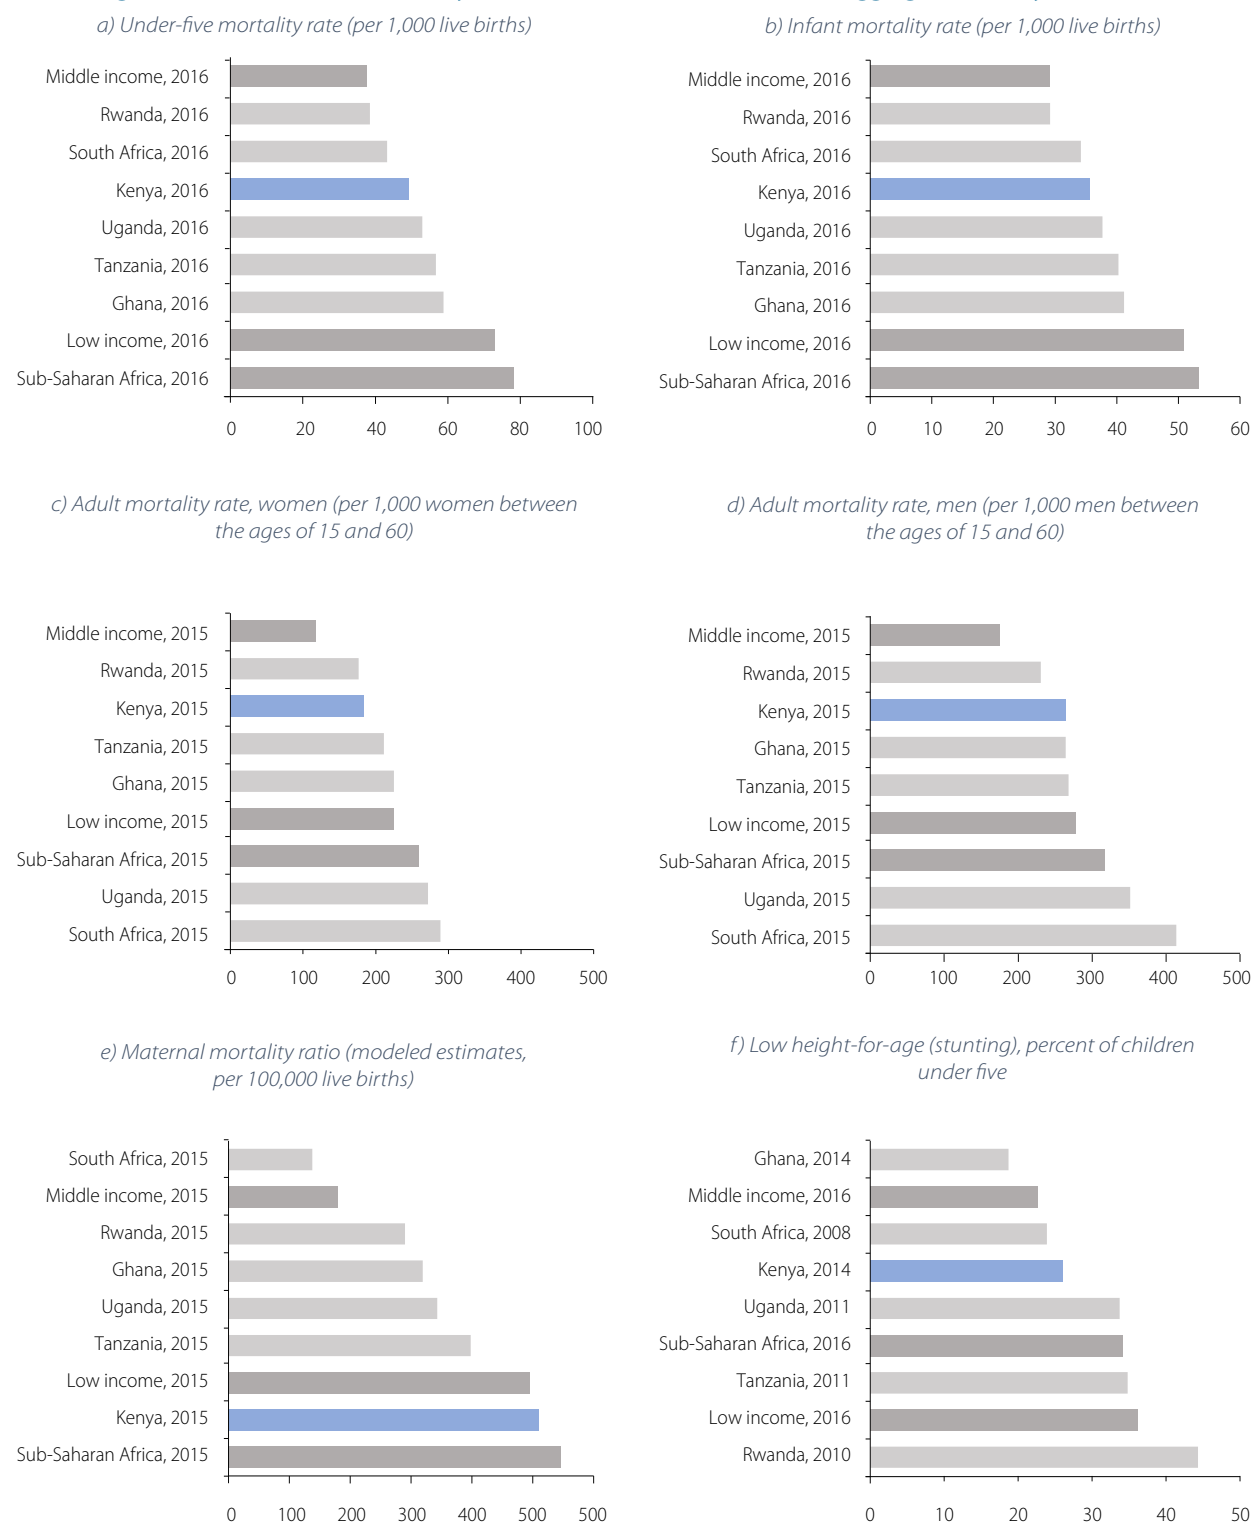 a) Under-five mortality rate (per 1,000 live births)
Middle income, 2016
Rwanda, 2016
South Africa, 2016
Kenya, 2016
Uganda, 2016
Tanzania, 2016
Ghana, 2016
Low income, 2016
Sub-Saharan Africa, 2016
0 20 40 60 80 100
b) Infant mortality rate (per 1,000 live births)
Middle income, 2016
Rwanda, 2016
South Africa, 2016
Kenya, 2016
Uganda, 2016
Tanzania, 2016
Ghana, 2016
Low income, 2016
Sub-Saharan Africa, 2016
0 10 20 30 40 50 60
c) Adult mortality rate, women (per 1,000 women between
the ages of 15 and 60)
Middle income, 2015
Rwanda, 2015
Kenya, 2015
Tanzania, 2015
Ghana, 2015
Low income, 2015
Sub-Saharan Africa, 2015
Uganda, 2015
South Africa, 2015
0 100 200 300 400 500
d) Adult mortality rate, men (per 1,000 men between
the ages of 15 and 60)
Middle income, 2015
Rwanda, 2015
Kenya, 2015
Ghana, 2015
Tanzania, 2015
Low income, 2015
Sub-Saharan Africa, 2015
Uganda, 2015
South Africa, 2015
0 100 200 300 400 500
e) Maternal mortality ratio (modeled estimates,
per 100,000 live births)
South Africa, 2015
Middle income, 2015
Rwanda, 2015
Ghana, 2015
Uganda, 2015
Tanzania, 2015
Low income, 2015
Kenya, 2015
Sub-Saharan Africa, 2015
0 100 200 300 400 500 500
f) Low height-for-age (stunting), percent of children
under five
Ghana, 2014
Middle income, 2016
South Africa, 2008
Kenya, 2014
Uganda, 2011
Sub-Saharan Africa, 2016
Tanzania, 2011
Low income, 2016
Rwanda, 2010
0 10 20 30 40 50